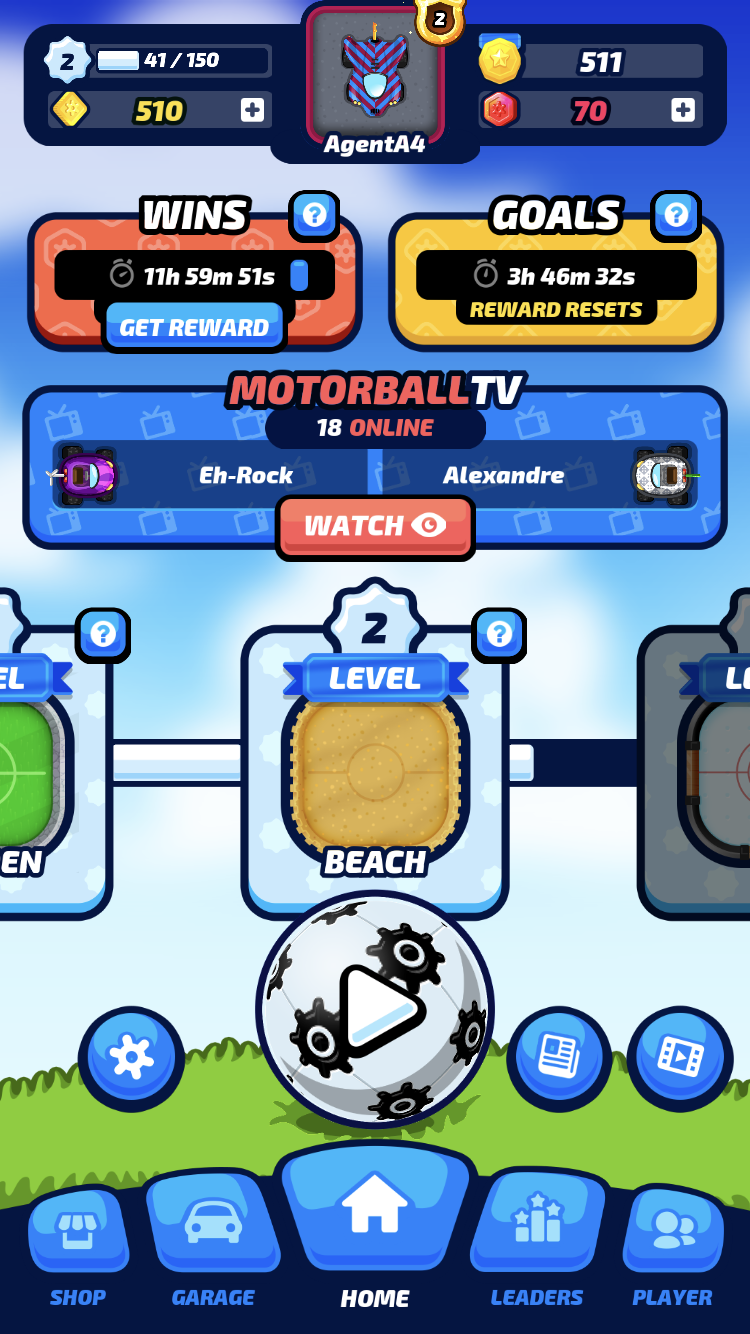 2
2
41 / 150
511
510
70
AgentA4
WINS
?
GOALS
?
11h 59m 51s
3h 46m 32s
GET REWARD
REWARD RESETS
MOTORBALLTV
18 ONLINE
Eh-Rock
Alexandre
WATCH
?
2
?
EL
LEVEL
L
EN
BEACH
SHOP
GARAGE
HOME
LEADERS
PLAYER